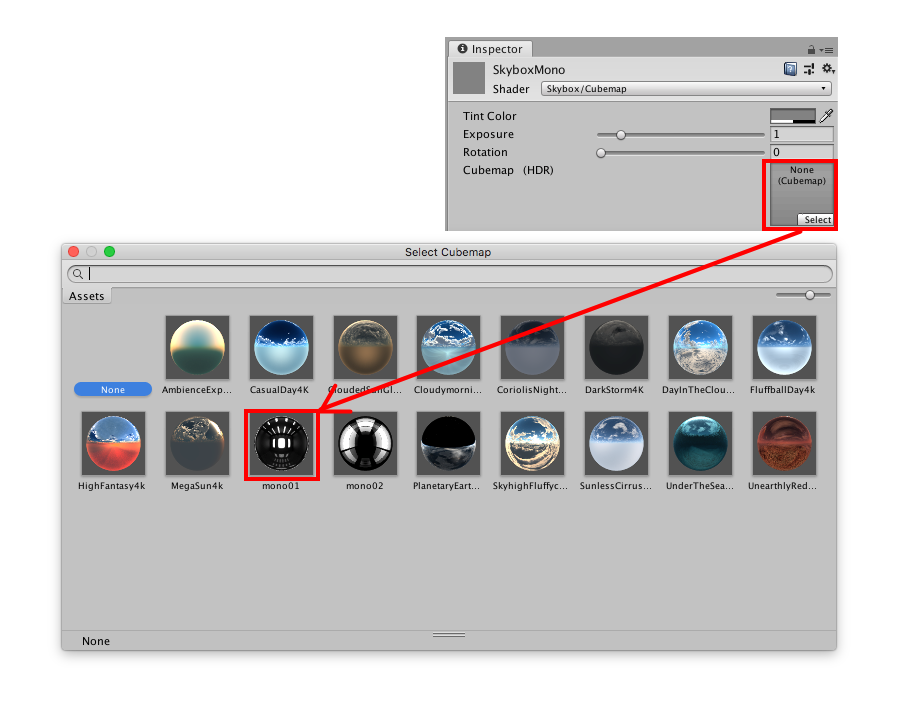 Inspector
SkyboxMono
Shader Skybox/Cubemap
Tint Color
Exposure 1
Rotation 0
Cubemap (HDR) None
(Cubemap)
Select
Select Cubemap
Assets
None AmbienceExp... CasualDay4K CloudedSunGl... Cloudymorni... CoriolisNight... DarkStorm4K DayInTheClou... FluffballDay4k
HighFantasy4k MegaSun4k mono01 mono02 PlanetaryEart... SkyhighFluffyc... SunlessCirrus... UnderTheSea... UnearthlyRed...
None